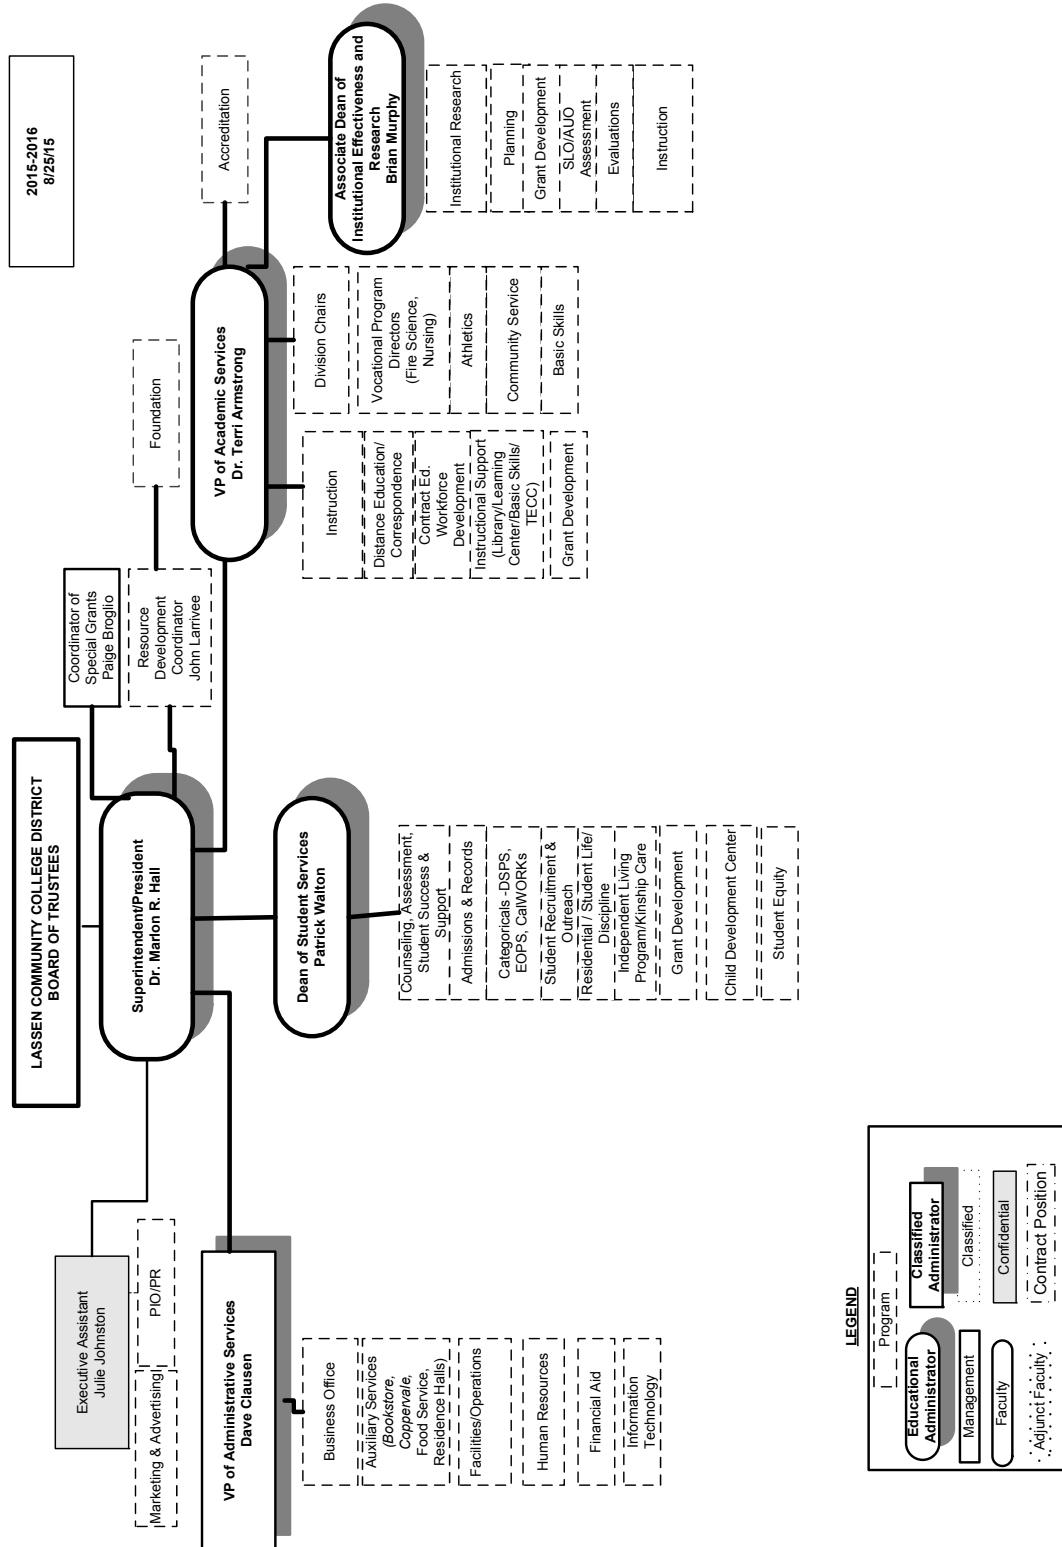 2015-2016
8/25/15
LASSEN COMMUNITY COLLEGE DISTRICT
BOARD OF TRUSTEES
Superintendent/President
Dr. Marlon R. Hall
Executive Assistant
Julie Johnston
Marketing & Advertising
PIO/PR
Coordinator of
Special Grants
Paige Broglio
Resource
Development
Coordinator
John Larrivee
Foundation
Accreditation
VP of Administrative Services
Dave Clausen
Business Office
Auxiliary Services
(Bookstore,
Coppervale,
Food Service,
Residence Halls)
Facilities/Operations
Human Resources
Financial Aid
Information
Technology
Dean of Student Services
Patrick Walton
Counseling, Assessment,
Student Success &
Support
Admissions & Records
Categoricals -DSPS,
EOPS, CalWORKs
Student Recruitment &
Outreach
Residential / Student Life/
Discipline
Independent Living
Program/Kinship Care
Grant Development
Child Development Center
Student Equity
VP of Academic Services
Dr. Terri Armstrong
Instruction
Distance Education/
Correspondence
Contract Ed.
Workforce
Development
Instructional Support
(Library/Learning
Center/Basic Skills/
TECC)
Grant Development
Division Chairs
Vocational Program
Directors
(Fire Science,
Nursing)
Athletics
Community Service
Basic Skills
Associate Dean of
Institutional Effectiveness and
Research
Brian Murphy
Institutional Research
Planning
Grant Development
SLO/AUO
Assessment
Evaluations
Instruction
LEGEND
Program
Educational
Administrator
Classified
Administrator
Management
Classified
Faculty
Confidential
Adjunct Faculty
Contract Position